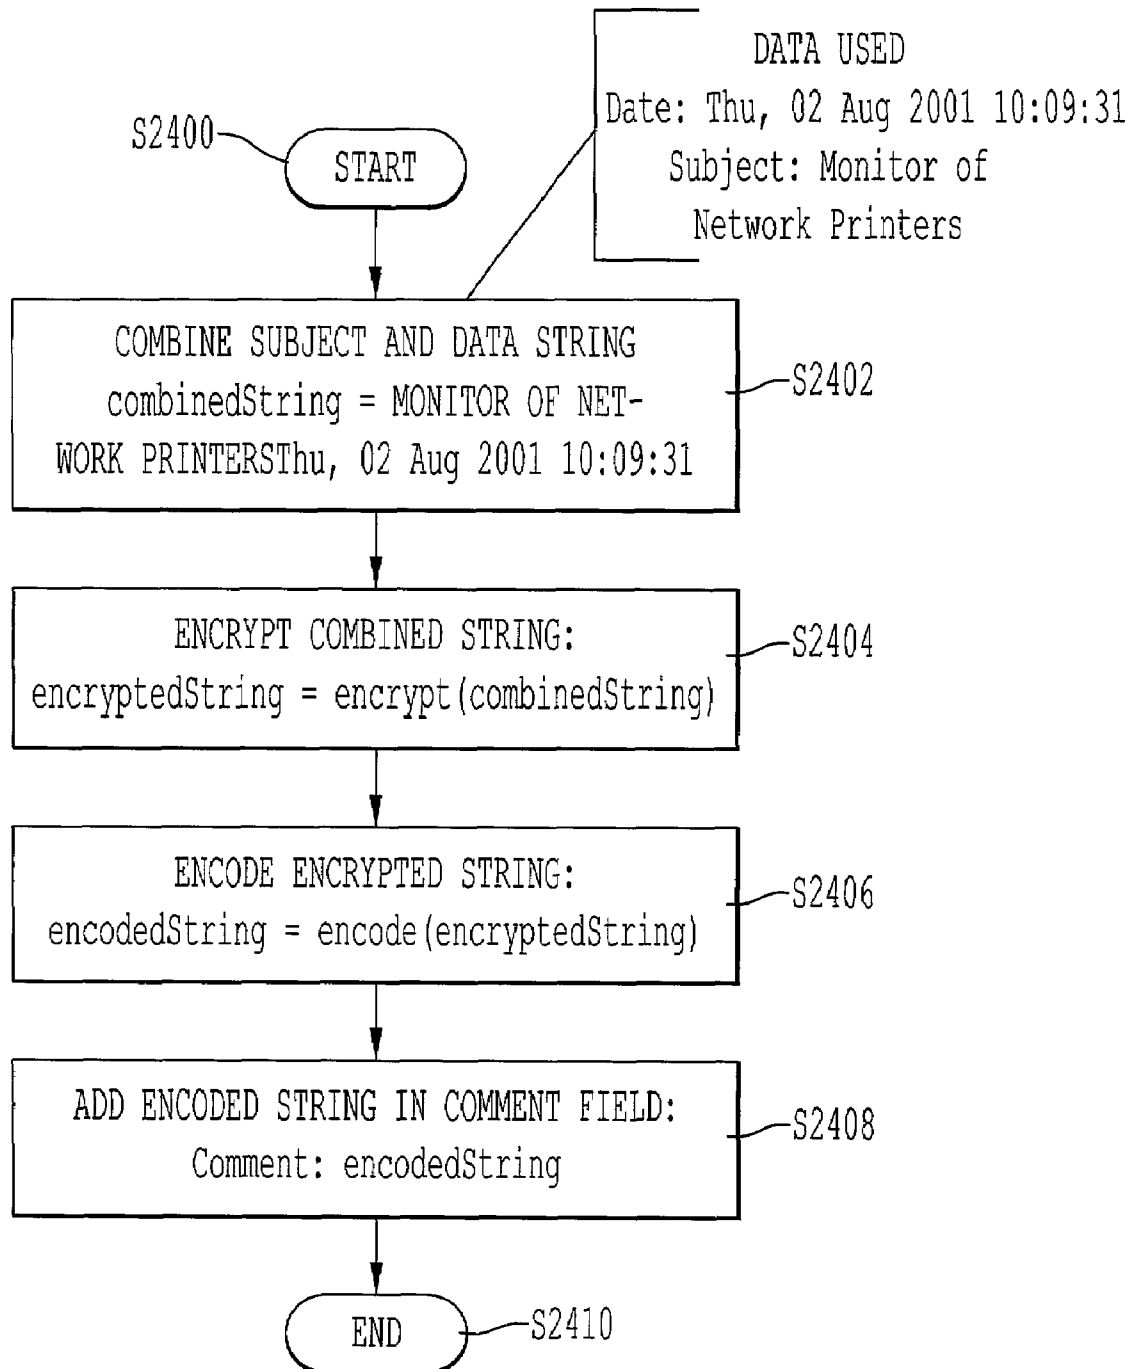 DATA USED
Date: Thu, 02 Aug 2001 10:09:31
Subject: Monitor of
Network Printers
S2400
START
COMBINE SUBJECT AND DATA STRING
combinedString = MONITOR OF NET-
WORK PRINTERSThu, 02 Aug 2001 10:09:31
S2402
ENCRYPT COMBINED STRING:
encryptedString = encrypt(combinedString)
S2404
ENCODE ENCRYPTED STRING:
encodedString = encode(encryptedString)
S2406
ADD ENCODED STRING IN COMMENT FIELD:
Comment: encodedString
S2408
END
S2410